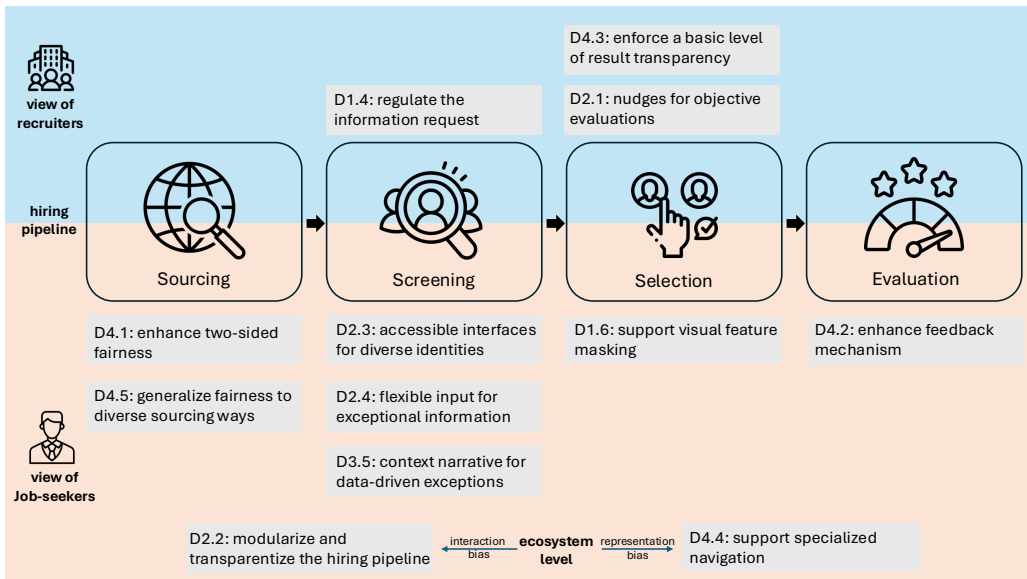 D4.3: enforce a basic level
of result transparency
view of
recruiters
D1.4: regulate the
information request
D2.1: nudges for objective
evaluations
hiring
pipeline
Sourcing
Screening
Selection
Evaluation
D4.1: enhance two-sided
fairness
D2.3: accessible interfaces
for diverse identities
D1.6: support visual feature
masking
D4.2: enhance feedback
mechanism
D4.5: generalize fairness to
diverse sourcing ways
D2.4: flexible input for
exceptional information
D3.5: context narrative for
data-driven exceptions
view of
Job-seekers
D2.2: modularize and
transparentize the hiring pipeline
interaction
bias
ecosystem
level
representation
bias
D4.4: support specialized
navigation